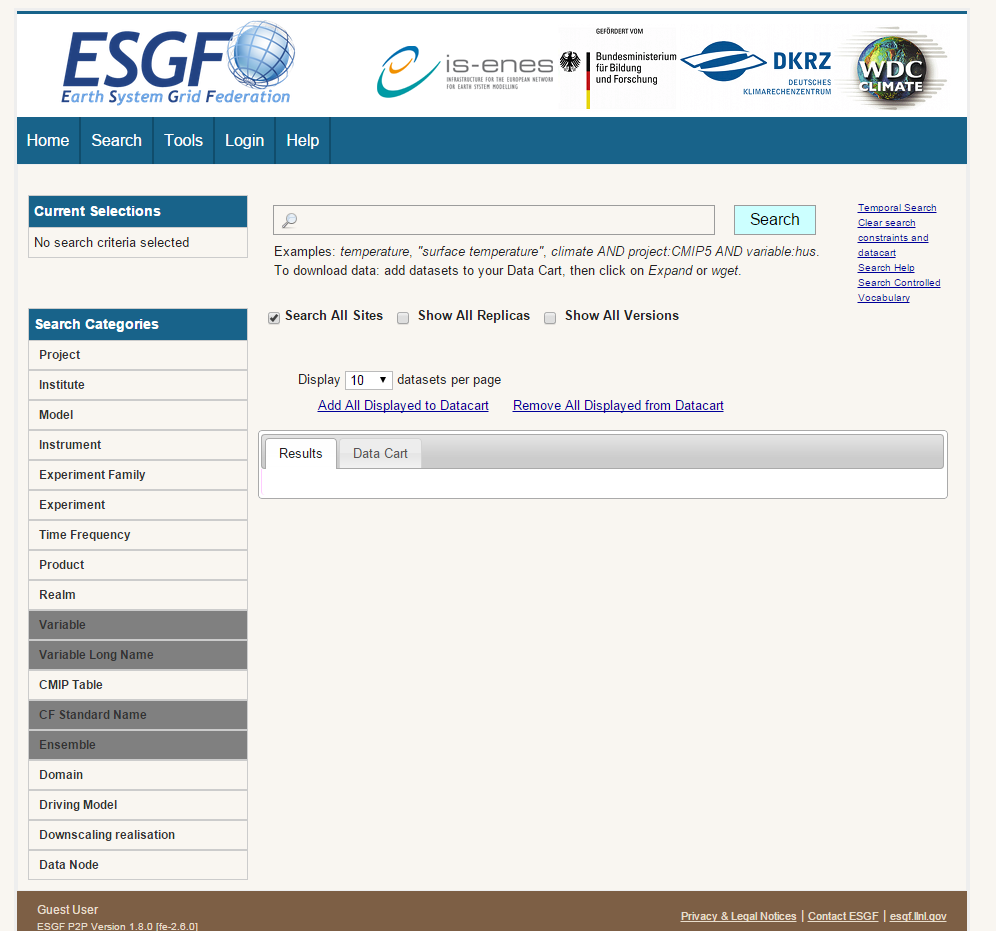 ESGF
Earth System Grid Federation
is-enes
INFRASTRUCTURE FOR THE EUROPEAN NETWORK
FOR EARTH SYSTEM MODELLING
GEFÖRDERT VOM
Bundesministerium
für Bildung
und Forschung
DKRZ
DEUTSCHES
KLIMARECHENZENTRUM
WDC
CLIMATE
Home Search Tools Login Help
Current Selections
No search criteria selected
Search
Examples: temperature, "surface temperature", climate AND project:CMIP5 AND variable:hus.
To download data: add datasets to your Data Cart, then click on Expand or wget.
Temporal Search
Clear search
constraints and
datacart
Search Help
Search Controlled
Vocabulary
Search All Sites Show All Replicas Show All Versions
Display 10 datasets per page
Add All Displayed to Datacart Remove All Displayed from Datacart
Results Data Cart
Search Categories
Project
Institute
Model
Instrument
Experiment Family
Experiment
Time Frequency
Product
Realm
Variable
Variable Long Name
CMIP Table
CF Standard Name
Ensemble
Domain
Driving Model
Downscaling realisation
Data Node
Guest User
ESGF P2P Version 1.8.0 [fe-2.6.0]
Privacy & Legal Notices | Contact ESGF | esgf.llnl.gov